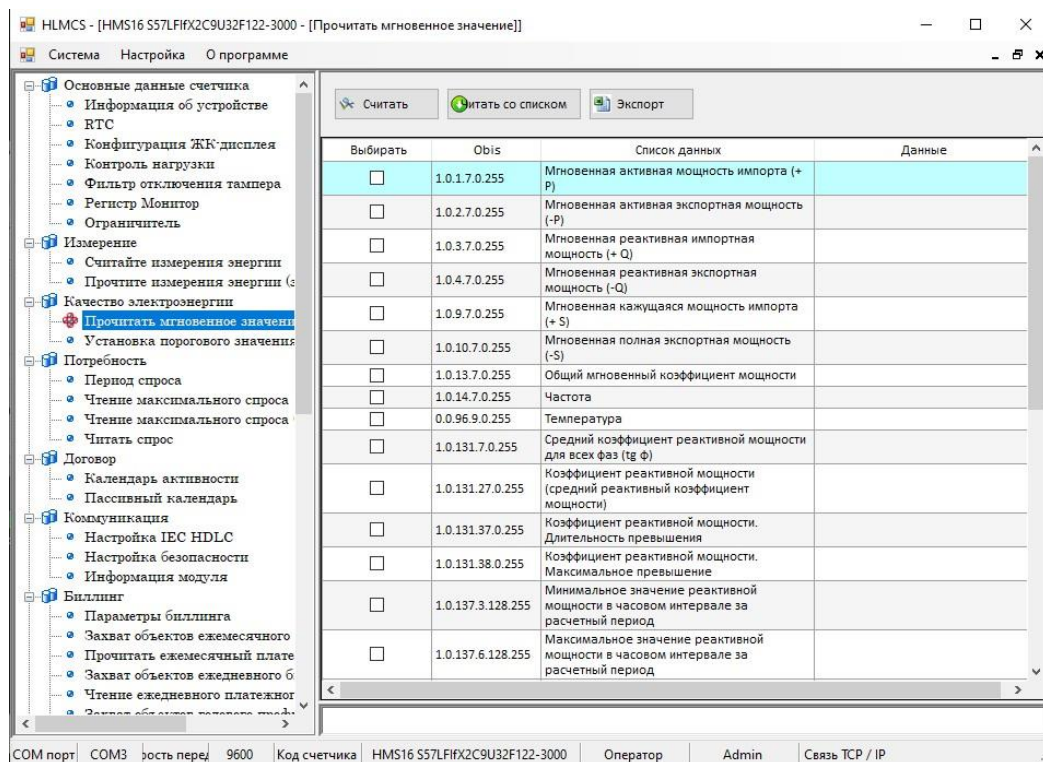 HLMCS - [HMS16 S57LFIfX2C9U32F122-3000 - [Прочитать мгновенное значение]]
Система Настройка О программе
Основные данные счетчика
Информация об устройстве
RTC
Конфигурация ЖК-дисплея
Контроль нагрузки
Фильтр отключения тампера
Регистр Монитор
Ограничитель
Измерение
Считайте измерения энергии
Прочтите измерения энергии (з
Качество электроэнергии
Прочитать мгновенное значени
Установка порогового значения
Потребность
Период спроса
Чтение максимального спроса
Чтение максимального спроса
Читать спрос
Договор
Календарь активности
Пассивный календарь
Коммуникация
Настройка IEC HDLC
Настройка безопасности
Информация модуля
Биллинг
Параметры биллинга
Захват объектов ежемесячного
Прочитать ежемесячный плате
Захват объектов ежедневного б
Чтение ежедневного платежног
Считать Читать со списком Экспорт
Выбирать Obis Список данных Данные
1.0.1.7.0.255 Мгновенная активная мощность импорта (+
P)
1.0.2.7.0.255 Мгновенная активная экспортная мощность
(-P)
1.0.3.7.0.255 Мгновенная реактивная импортная
мощность (+ Q)
1.0.4.7.0.255 Мгновенная реактивная экспортная
мощность (-Q)
1.0.9.7.0.255 Мгновенная кажущаяся мощность импорта
(+ S)
1.0.10.7.0.255 Мгновенная полная экспортная мощность
(-S)
1.0.13.7.0.255 Общий мгновенный коэффициент мощности
1.0.14.7.0.255 Частота
0.0.96.9.0.255 Температура
1.0.131.7.0.255 Средний коэффициент реактивной мощности
для всех фаз (tg ф)
1.0.131.27.0.255 Коэффициент реактивной мощности
(средний реактивный коэффициент
мощности)
1.0.131.37.0.255 Коэффициент реактивной мощности.
Длительность превышения
1.0.131.38.0.255 Коэффициент реактивной мощности.
Максимальное превышение
1.0.137.3.128.255 Минимальное значение реактивной
мощности в часовом интервале за
расчетный период
1.0.137.6.128.255 Максимальное значение реактивной
мощности в часовом интервале за
расчетный период
COM порт COM3 рость перед 9600 Код счетчика HMS16 S57LFIfX2C9U32F122-3000 Оператор Admin Связь TCP / IP